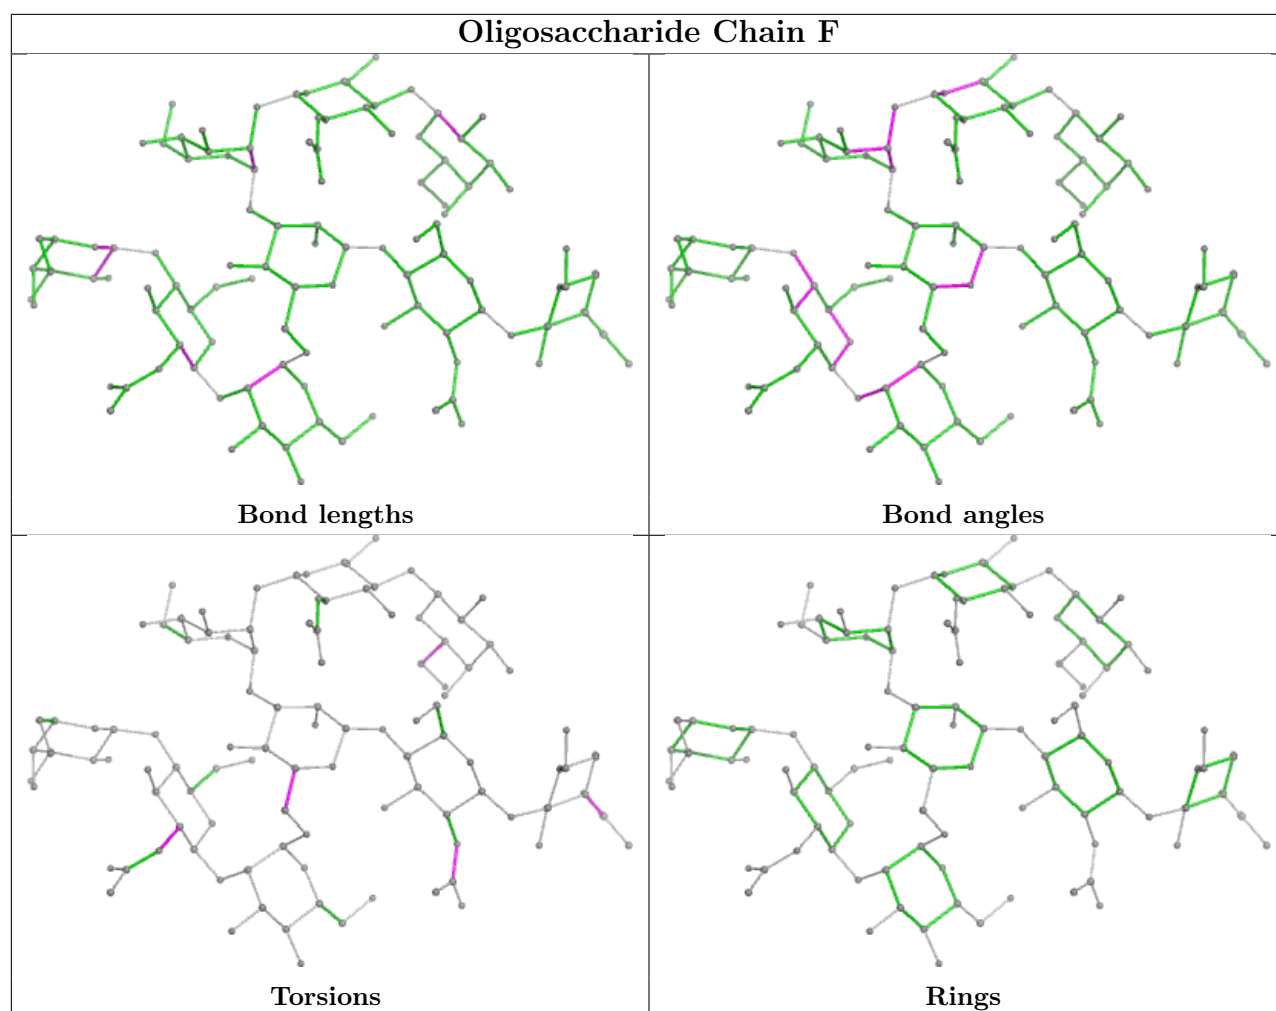 Oligosaccharide Chain F
Bond lengths
Bond angles
Torsions
Rings